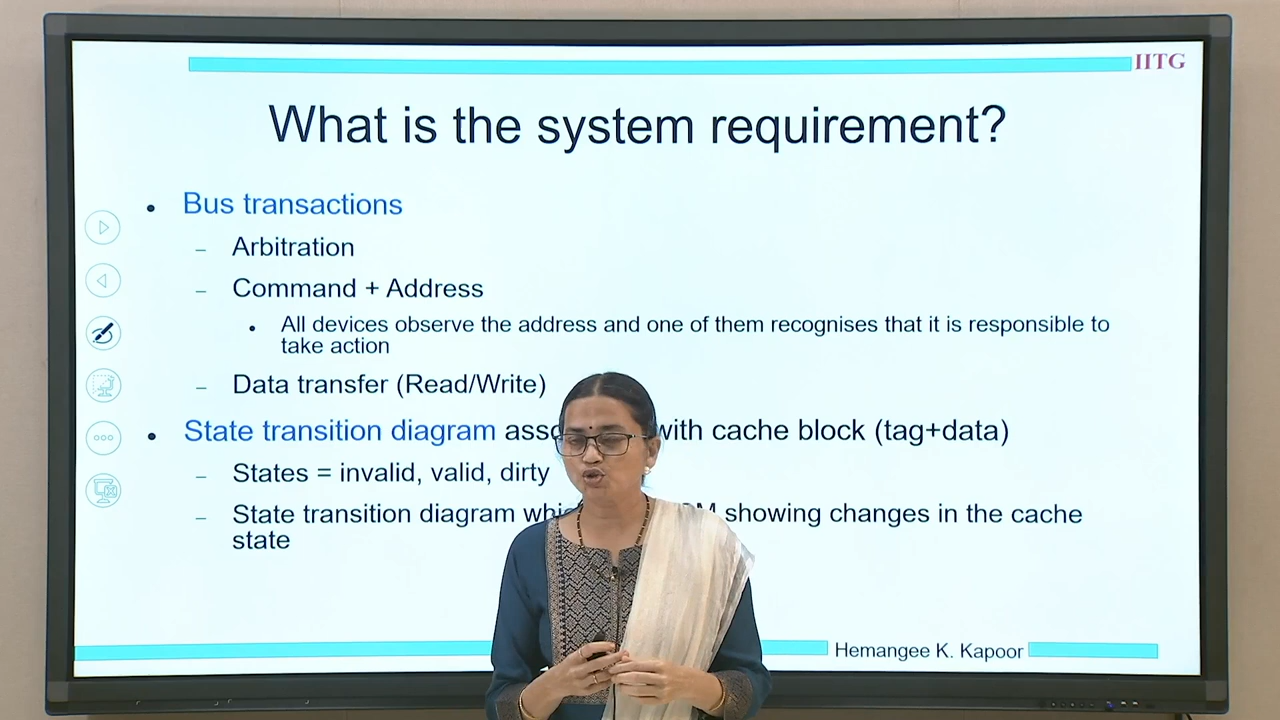 IITG
What is the system requirement?
• Bus transactions
– Arbitration
– Command + Address
• All devices observe the address and one of them recognises that it is responsible to
take action
– Data transfer (Read/Write)
• State transition diagram with cache block (tag+data)
– States = invalid, valid, dirty
– State transition diagram showing changes in the cache
state
Hemangee K. Kapoor